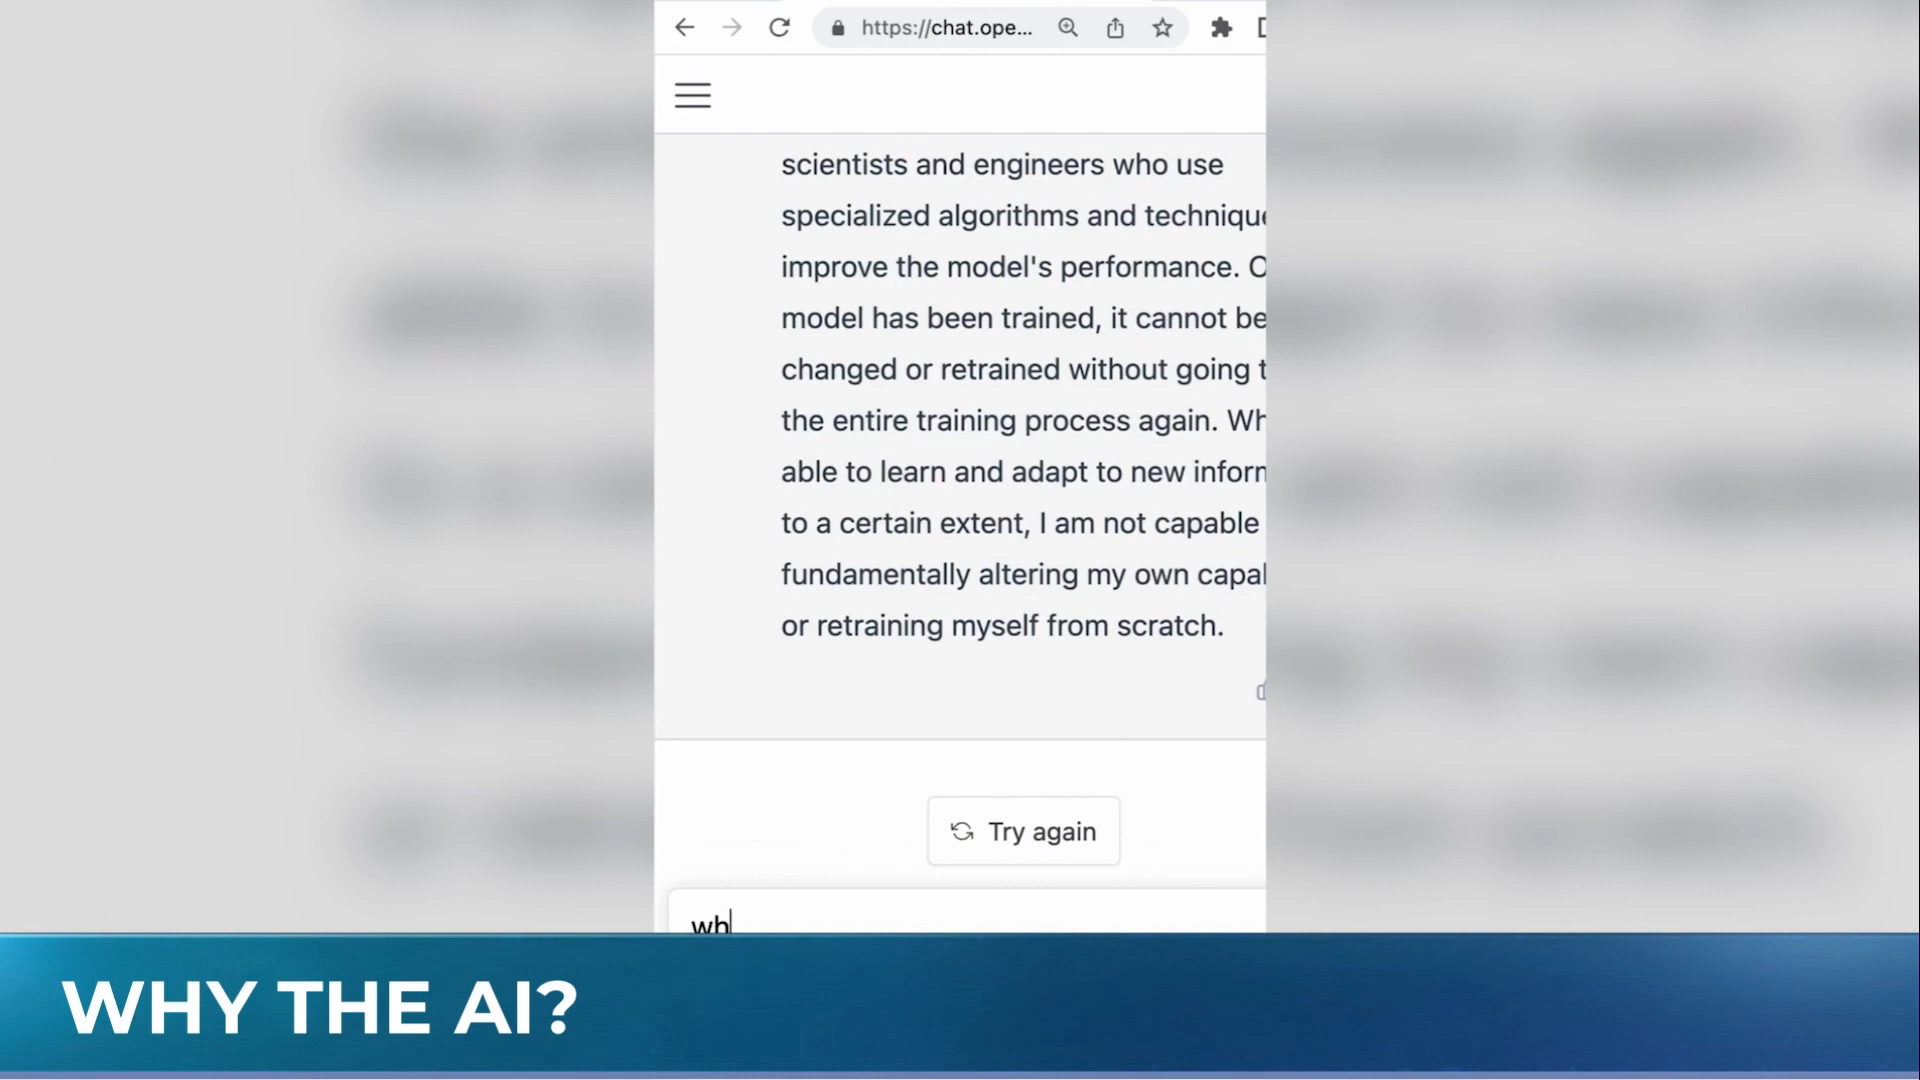 https://chat.ope...
scientists and engineers who use
specialized algorithms and technique
improve the model's performance. O
model has been trained, it cannot be
changed or retrained without going t
the entire training process again. Wh
able to learn and adapt to new inform
to a certain extent, I am not capable
fundamentally altering my own capal
or retraining myself from scratch.
Try again
wh
WHY THE AI?